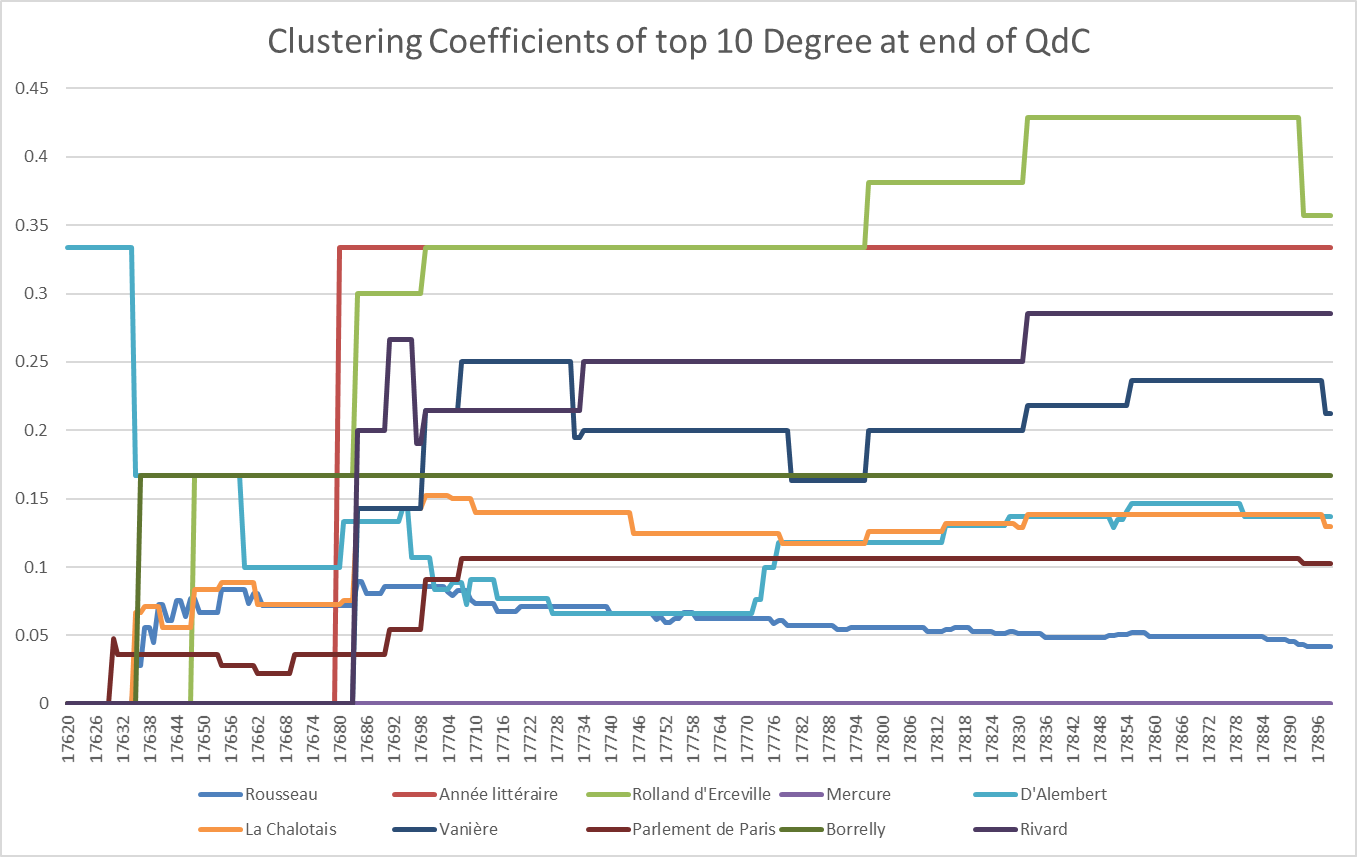 Clustering Coefficients of top 10 Degree at end of QdC
0.45
0.4
0.35
0.3
0.25
0.2
0.15
0.1
0.05
0
17620 17626 17632 17638 17644 17650 17656 17662 17668 17674 17680 17686 17692 17698 17704 17710 17722 17728 17734 17740 17746 17752 17758 17764 17770 17776 17782 17788 17794 17800 17806 17812 17818 17824 17830 17836 17842 17848 17854 17860 17866 17872 17878 17884 17890 17896
Rousseau Année littéraire Rolland d'Erceville Mercure D'Alembert
La Chalotais Vanière Parlement de Paris Borrelly Rivard